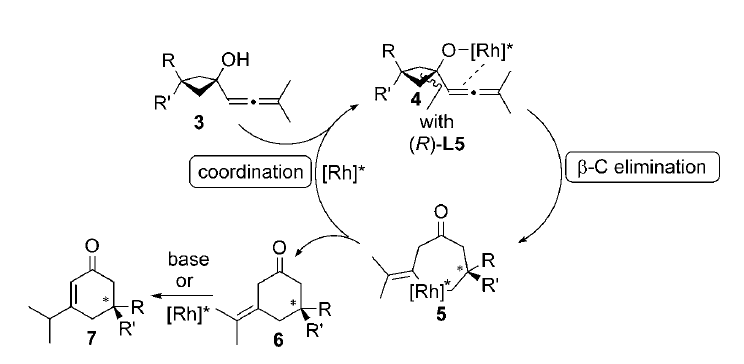 R
OH
R'
3
O
[Rh]*
R
R'
4
with
(R)-L5
coordination
[Rh]*
β-C elimination
O
[Rh]*
*
R
R'
5
O
*
R
R'
6
base
or
[Rh]*
O
*
R
R'
7